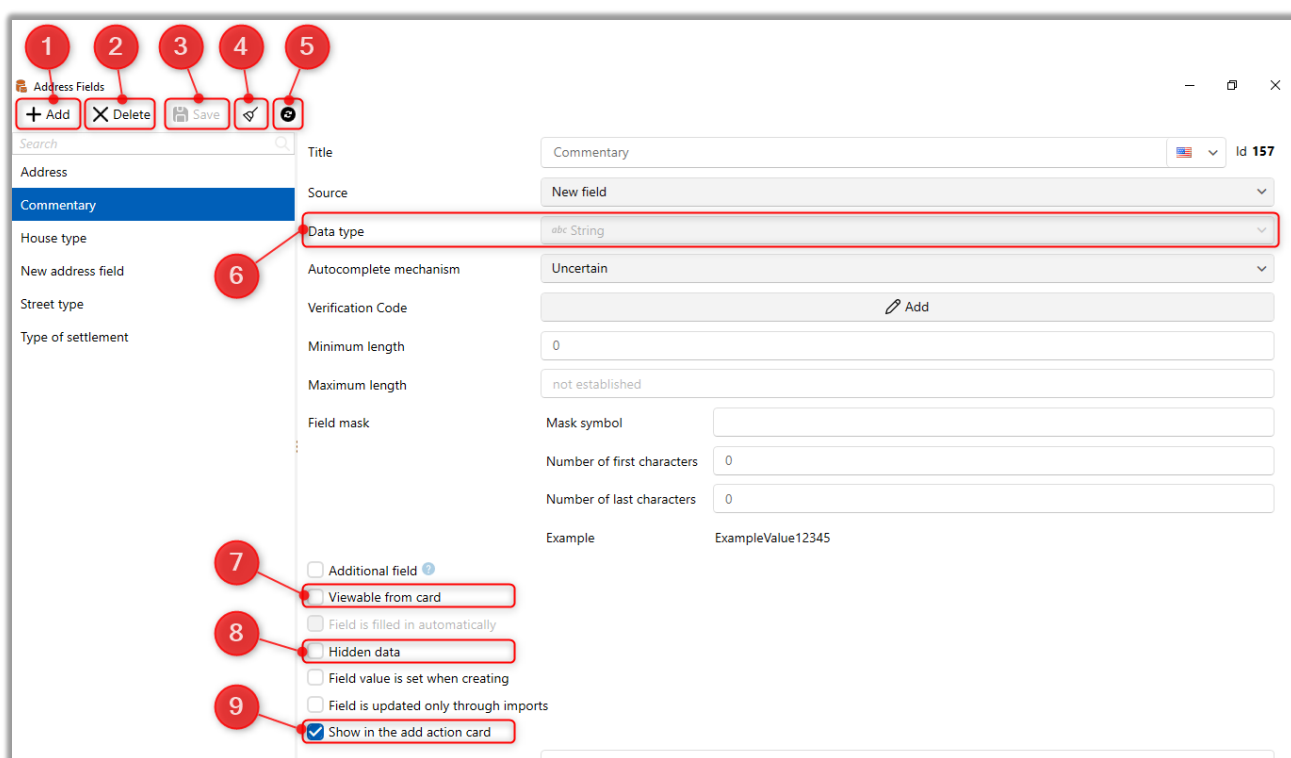 1 2 3 4 5
Address Fields
Add Delete Save
Search
Address
Commentary
House type
New address field
Street type
Type of settlement
Title Commentary Id 157
Source New field
Data type abc String
6
Autocomplete mechanism Uncertain
Verification Code Add
Minimum length 0
Maximum length not established
Field mask Mask symbol
Number of first characters 0
Number of last characters 0
Example ExampleValue12345
7
Additional field ?
Viewable from card
Field is filled in automatically
8
Hidden data
Field value is set when creating
Field is updated only through imports
9
Show in the add action card